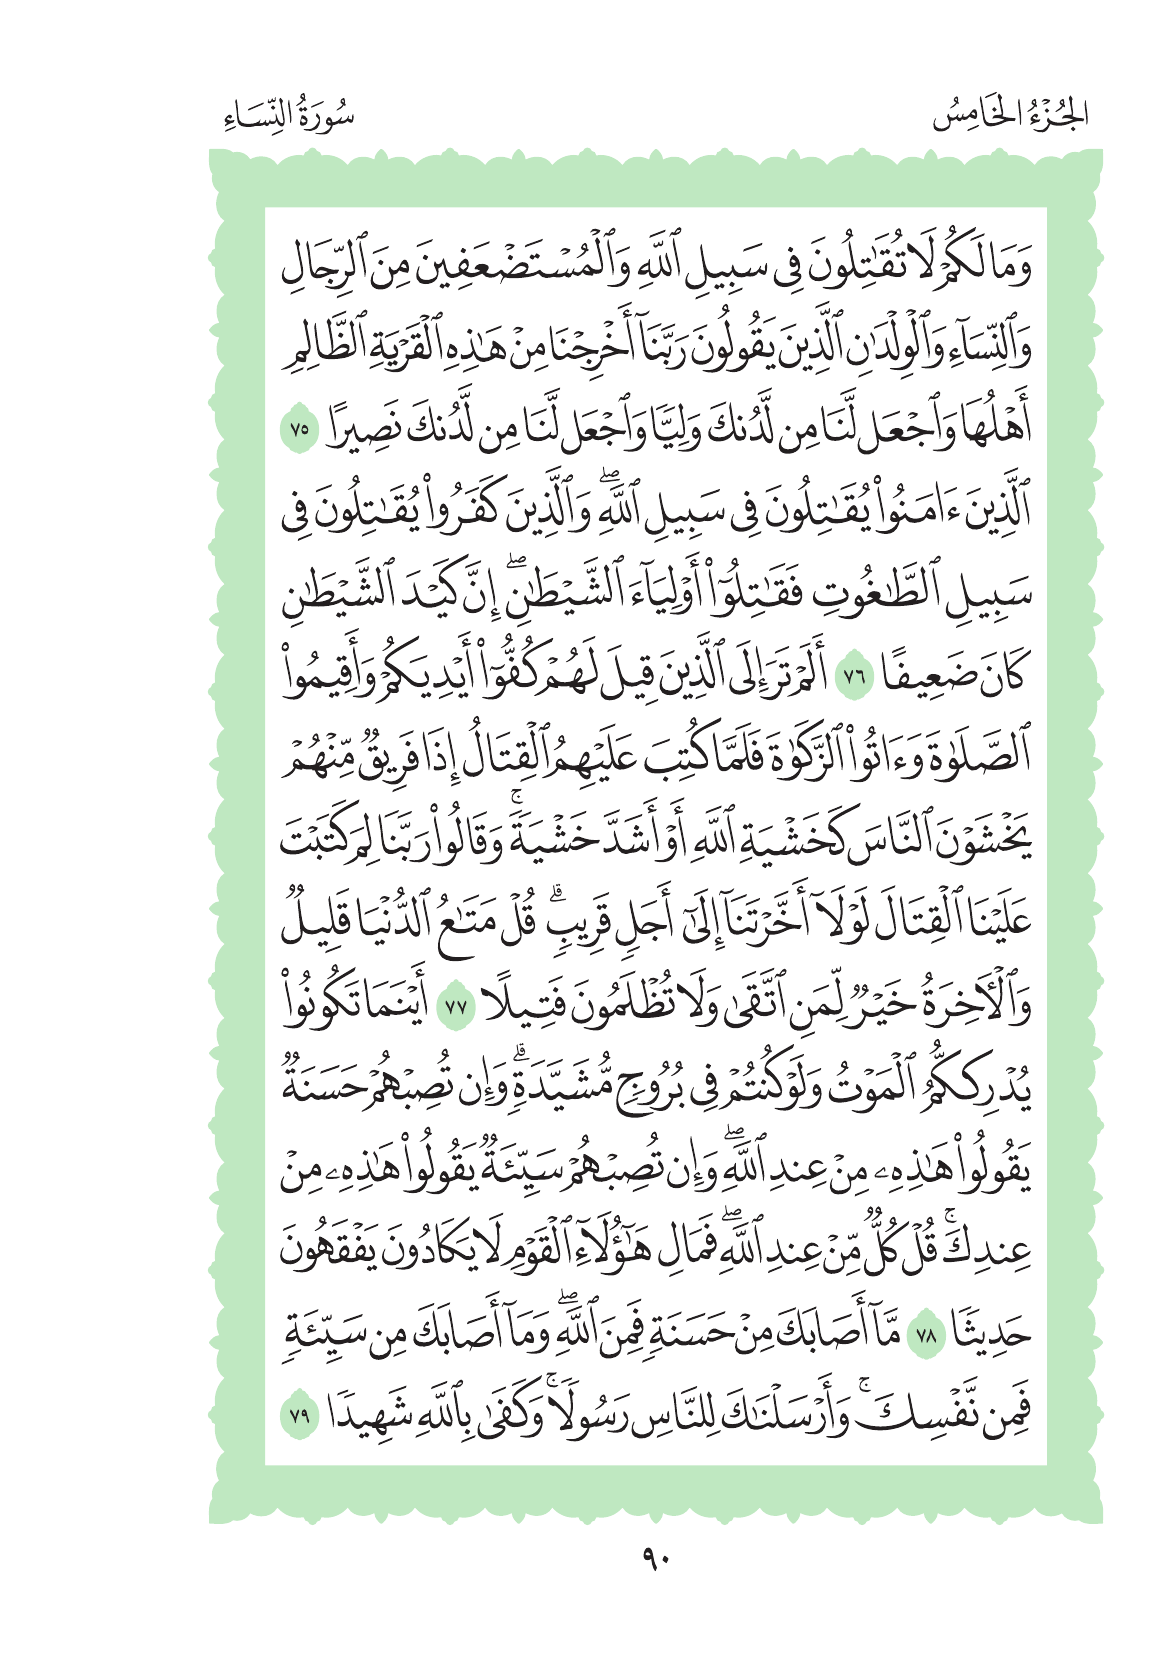 الجُزْءُ الخَامِسُ
سُورَةُ النِّسَاءِ
وَمَا لَكُمْ لَا تُقَٰتِلُونَ فِى سَبِيلِ ٱللَّهِ وَٱلْمُسْتَضْعَفِينَ مِنَ ٱلرِّجَالِ
وَٱلنِّسَآءِ وَٱلْوِلْدَٰنِ ٱلَّذِينَ يَقُولُونَ رَبَّنَآ أَخْرِجْنَا مِنْ هَٰذِهِ ٱلْقَرْيَةِ ٱلظَّالِمِ
أَهْلُهَا وَٱجْعَل لَّنَا مِن لَّدُنكَ وَلِيًّا وَٱجْعَل لَّنَا مِن لَّدُنكَ نَصِيرًا ٧٥
ٱلَّذِينَ ءَامَنُوا۟ يُقَٰتِلُونَ فِى سَبِيلِ ٱللَّهِ ۖ وَٱلَّذِينَ كَفَرُوا۟ يُقَٰتِلُونَ فِى
سَبِيلِ ٱلطَّٰغُوتِ فَقَٰتِلُوٓا۟ أَوْلِيَآءَ ٱلشَّيْطَٰنِ ۖ إِنَّ كَيْدَ ٱلشَّيْطَٰنِ
كَانَ ضَعِيفًا ٧٦ أَلَمْ تَرَ إِلَى ٱلَّذِينَ قِيلَ لَهُمْ كُفُّوٓا۟ أَيْدِيَكُمْ وَأَقِيمُوا۟
ٱلصَّلَوٰةَ وَءَاتُوا۟ ٱلزَّكَوٰةَ فَلَمَّا كُتِبَ عَلَيْهِمُ ٱلْقِتَالُ إِذَا فَرِيقٌ مِّنْهُمْ
يَخْشَوْنَ ٱلنَّاسَ كَخَشْيَةِ ٱللَّهِ أَوْ أَشَدَّ خَشْيَةً ۚ وَقَالُوا۟ رَبَّنَا لِمَ كَتَبْتَ
عَلَيْنَا ٱلْقِتَالَ لَوْلَآ أَخَّرْتَنَآ إِلَىٰٓ أَجَلٍ قَرِيبٍ ۗ قُلْ مَتَٰعُ ٱلدُّنْيَا قَلِيلٌ
وَٱلْءَاخِرَةُ خَيْرٌ لِّمَنِ ٱتَّقَىٰ وَلَا تُظْلَمُونَ فَتِيلًا ٧٧ أَيْنَمَا تَكُونُوا۟
يُدْرِككُّمُ ٱلْمَوْتُ وَلَوْ كُنتُمْ فِى بُرُوجٍ مُّشَيَّدَةٍ ۗ وَإِن تُصِبْهُمْ حَسَنَةٌ
يَقُولُوا۟ هَٰذِهِۦ مِنْ عِندِ ٱللَّهِ ۖ وَإِن تُصِبْهُمْ سَيِّئَةٌ يَقُولُوا۟ هَٰذِهِۦ مِنْ
عِندِكَ ۚ قُلْ كُلٌّ مِّنْ عِندِ ٱللَّهِ ۖ فَمَالِ هَٰٓؤُلَآءِ ٱلْقَوْمِ لَا يَكَادُونَ يَفْقَهُونَ
حَدِيثًا ٧٨ مَّآ أَصَابَكَ مِنْ حَسَنَةٍ فَمِنَ ٱللَّهِ ۖ وَمَآ أَصَابَكَ مِن سَيِّئَةٍ
فَمِن نَّفْسِكَ ۚ وَأَرْسَلْنَٰكَ لِلنَّاسِ رَسُولًا ۚ وَكَفَىٰ بِٱللَّهِ شَهِيدًا ٧٩
٩٠